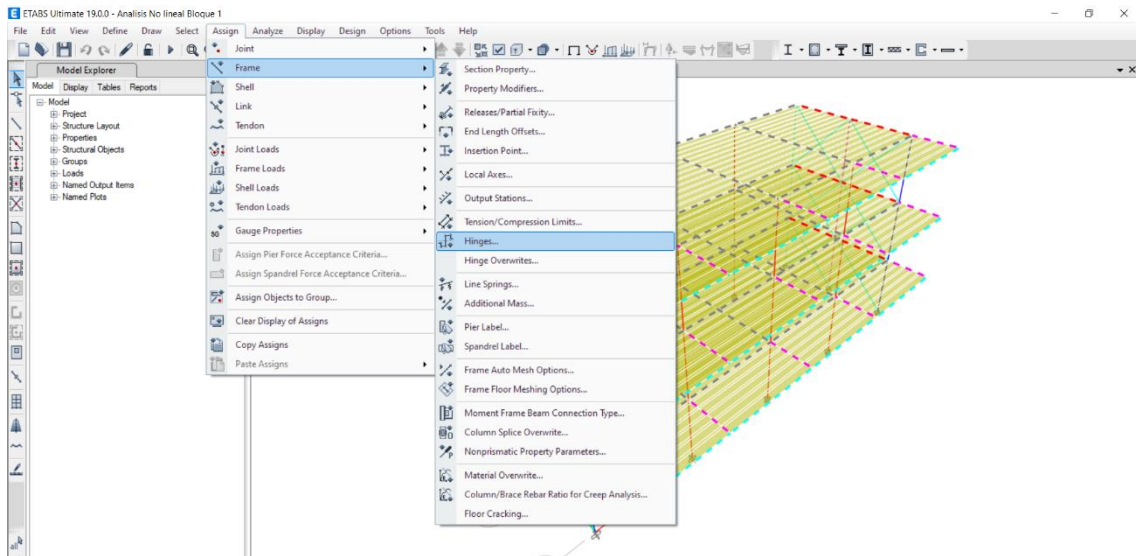 ETABS Ultimate 19.0.0 - Analisis No lineal Bloque 1
File Edit View Define Draw Select Assign Analyze Display Design Options Tools Help
Model Explorer
Model Display Tables Reports
Model
Project
Structure Layout
Properties
Structural Objects
Groups
Loads
Named Output Items
Named Plots
Joint
Frame
Shell
Link
Tendon
Joint Loads
Frame Loads
Shell Loads
Tendon Loads
Gauge Properties
Assign Pier Force Acceptance Criteria...
Assign Spandrel Force Acceptance Criteria...
Assign Objects to Group...
Clear Display of Assigns
Copy Assigns
Paste Assigns
Section Property...
Property Modifiers...
Releases/Partial Fixity...
End Length Offsets...
Insertion Point...
Local Axes...
Output Stations...
Tension/Compression Limits...
Hinges...
Hinge Overwrites...
Line Springs...
Additional Mass...
Pier Label...
Spandrel Label...
Frame Auto Mesh Options...
Frame Floor Meshing Options...
Moment Frame Beam Connection Type...
Column Splice Overwrite...
Nonprismatic Property Parameters...
Material Overwrite...
Column/Brace Rebar Ratio for Creep Analysis...
Floor Cracking...
all